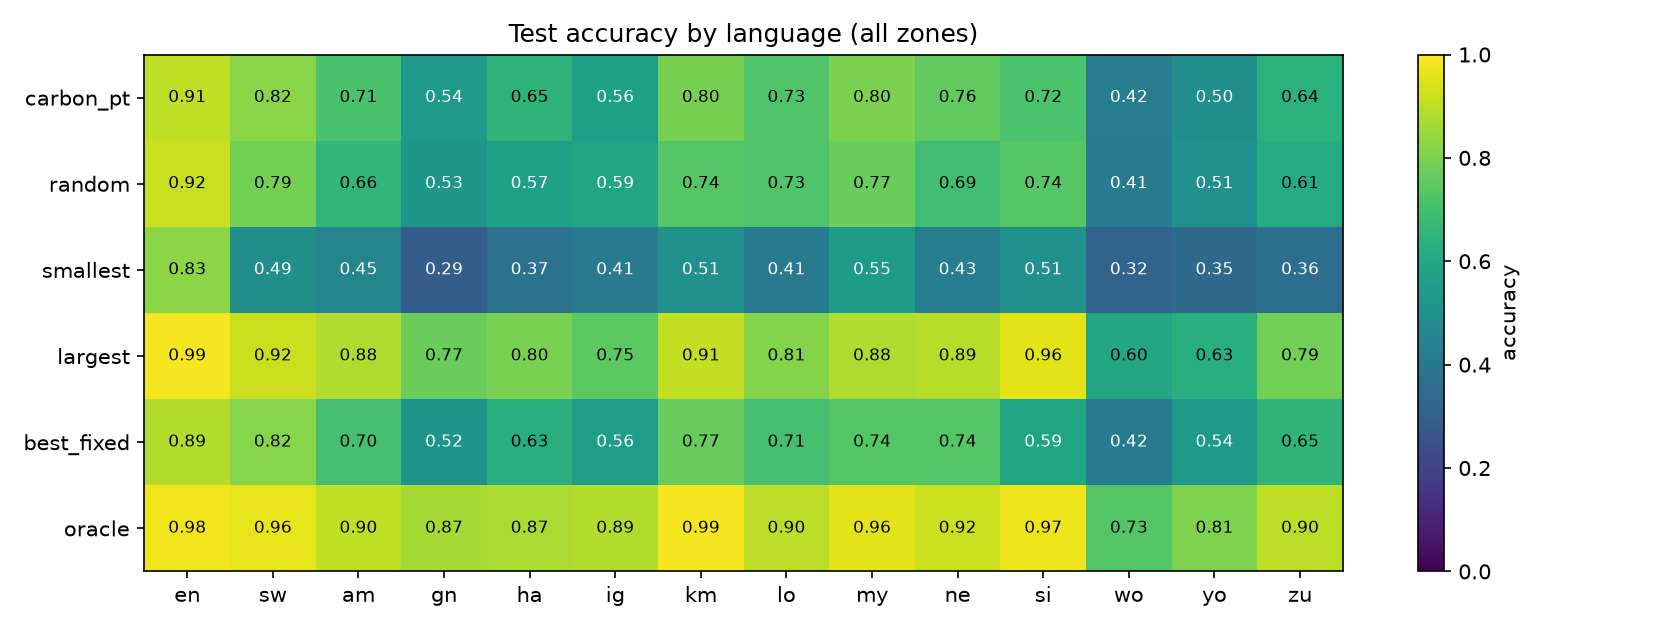 Test accuracy by language (all zones)
carbon_pt 0.91 0.82 0.71 0.54 0.65 0.56 0.80 0.73 0.80 0.76 0.72 0.42 0.50 0.64
random 0.92 0.79 0.66 0.53 0.57 0.59 0.74 0.73 0.77 0.69 0.74 0.41 0.51 0.61
smallest 0.83 0.49 0.45 0.29 0.37 0.41 0.51 0.41 0.55 0.43 0.51 0.32 0.35 0.36
largest 0.99 0.92 0.88 0.77 0.80 0.75 0.91 0.81 0.88 0.89 0.96 0.60 0.63 0.79
best_fixed 0.89 0.82 0.70 0.52 0.63 0.56 0.77 0.71 0.74 0.74 0.59 0.42 0.54 0.65
oracle 0.98 0.96 0.90 0.87 0.87 0.89 0.99 0.90 0.96 0.92 0.97 0.73 0.81 0.90
en sw am gn ha ig km lo my ne si wo yo zu
1.0
0.8
0.6
0.4
0.2
0.0
accuracy